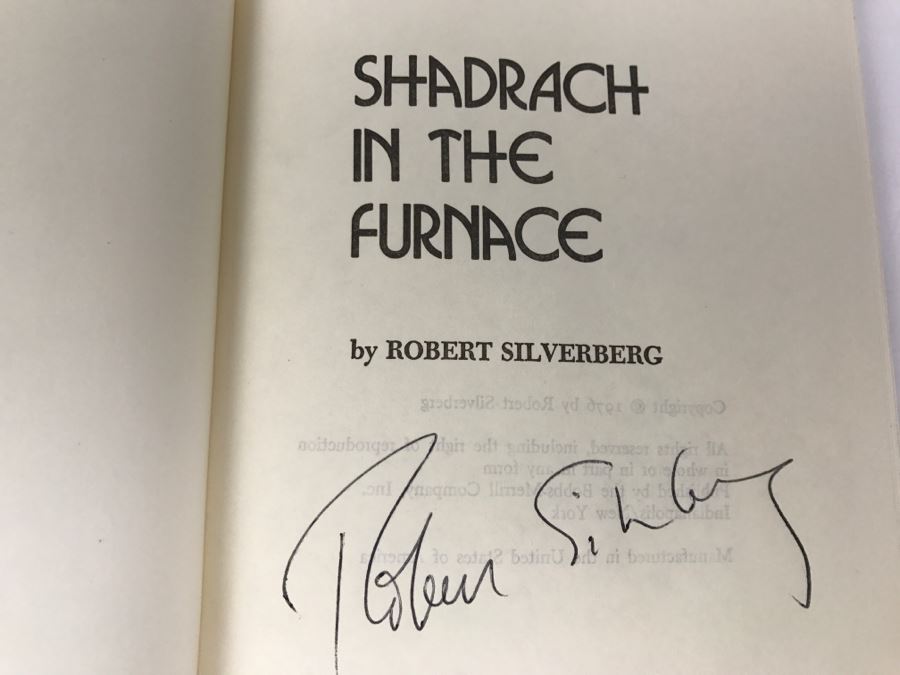 SHADRACH
IN THE
FURNACE
by ROBERT SILVERBERG
Copyright © 1976 by Robert Silverberg
All rights reserved, including the right of reproduction
in whole or in part in any form
Published by the Bobbs-Merrill Company, Inc.
Indianapolis/New York
Manufactured in the United States of America
Robert Silverberg